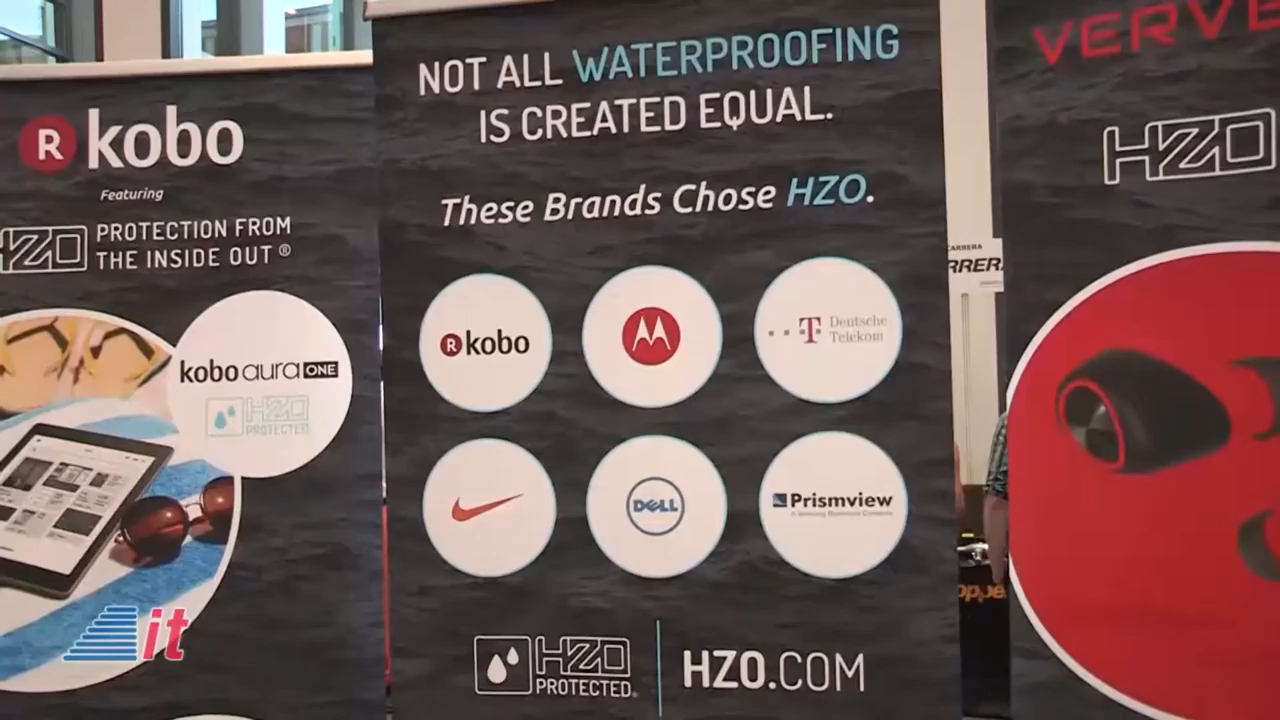 R kobo
Featuring
HZO PROTECTION FROM
THE INSIDE OUT ®
kobo aura ONE
HZO
PROTECTED
it
NOT ALL WATERPROOFING
IS CREATED EQUAL.
These Brands Chose HZO.
R kobo
T Deutsche
Telekom
DELL
Prismview
HZO
PROTECTED
HZO.COM
CARRERA
RRER
VERVE
HZO